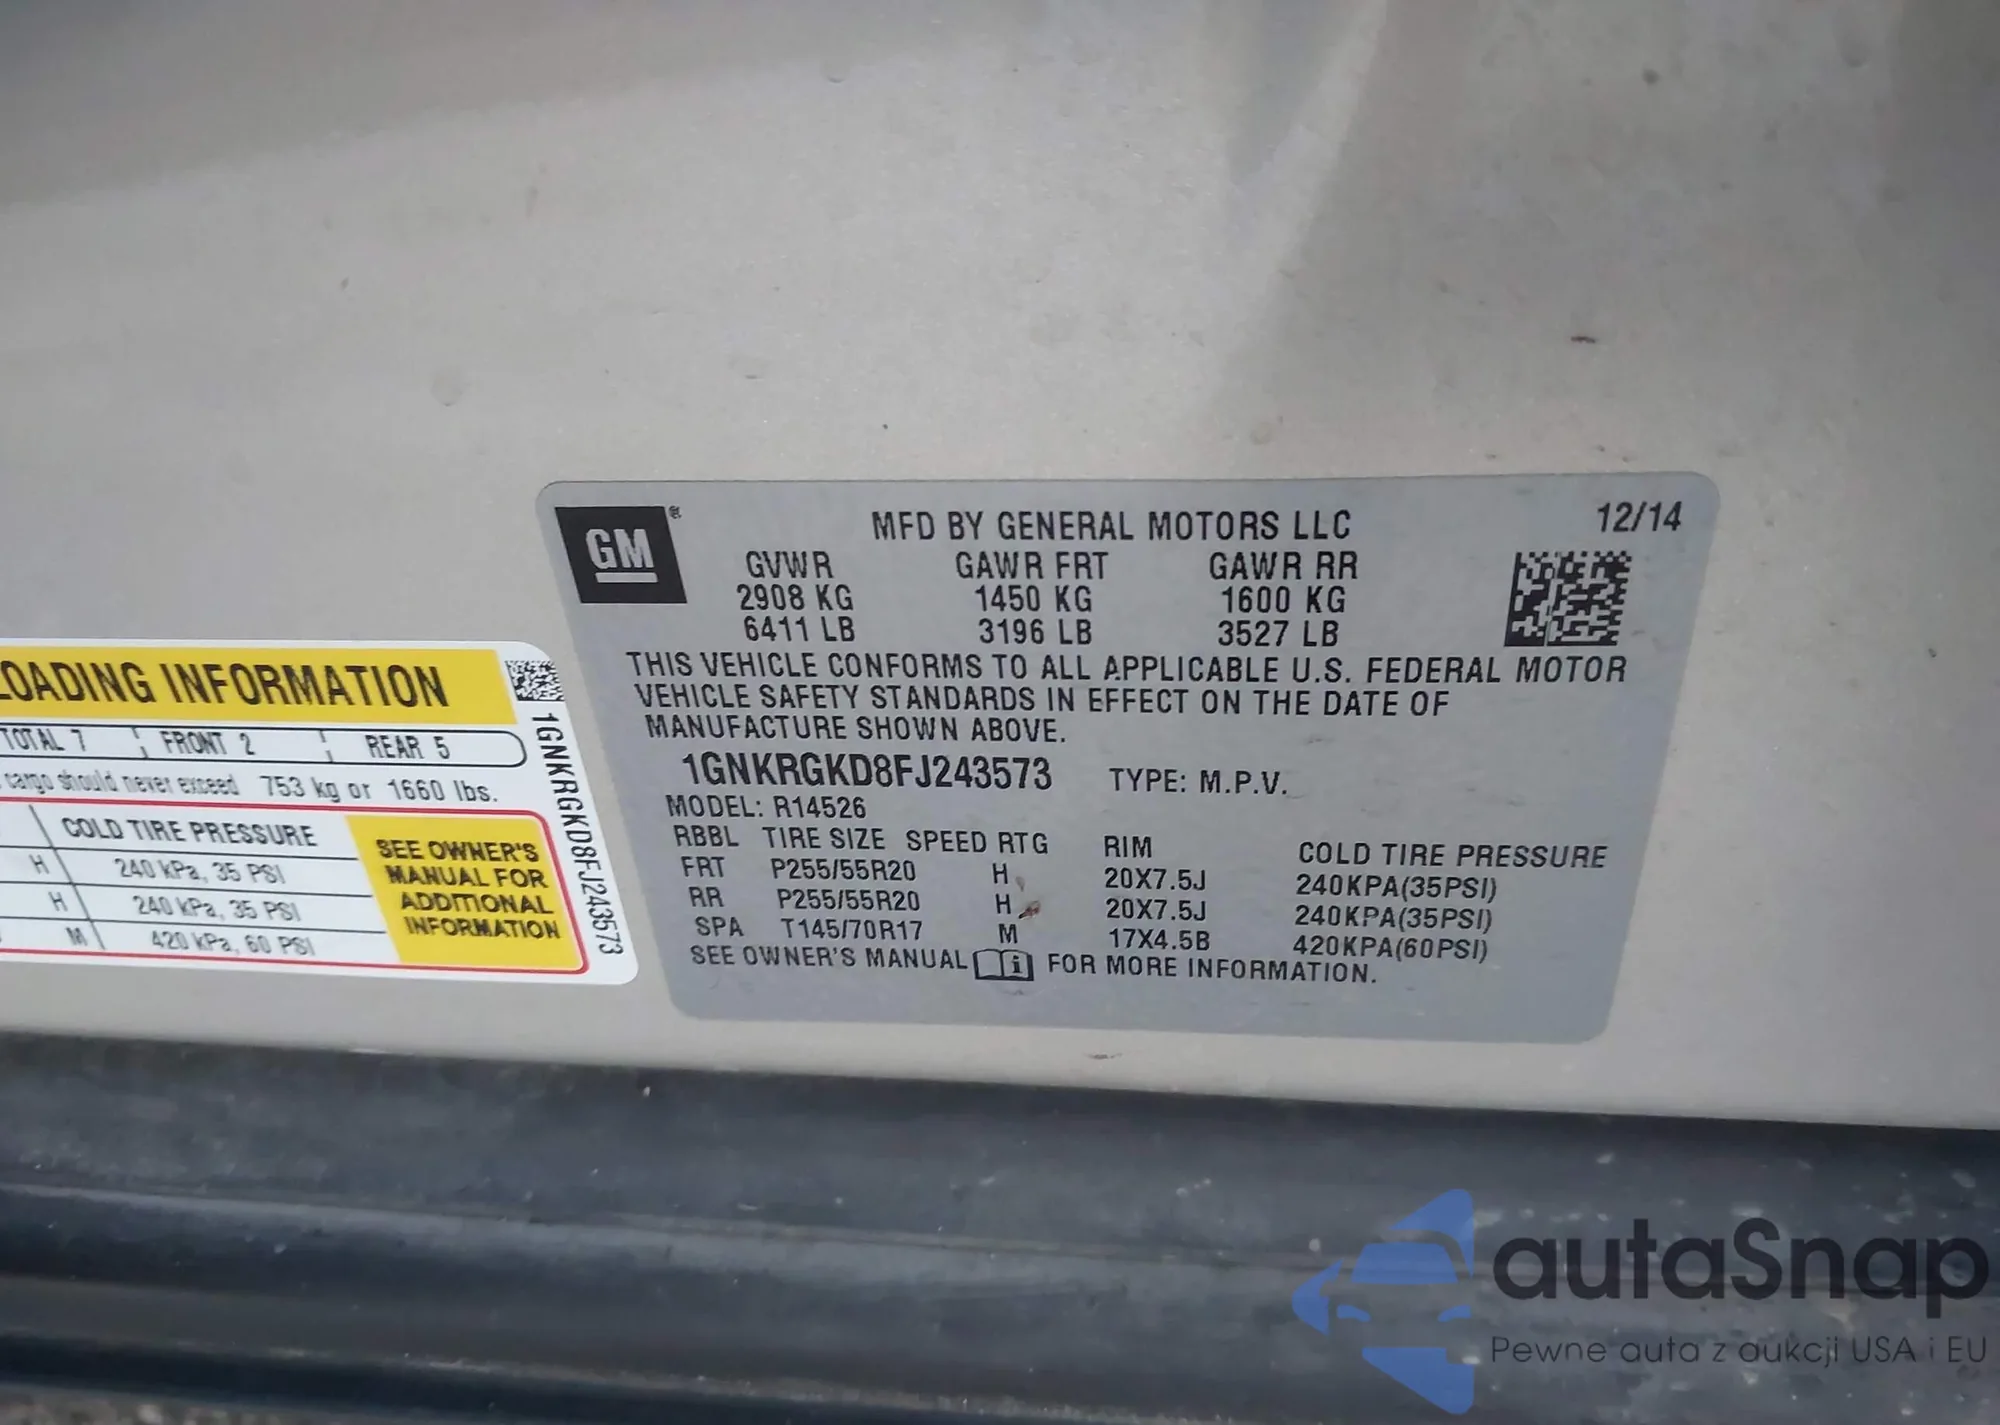 GM®
MFD BY GENERAL MOTORS LLC
12/14
GVWR GAWR FRT GAWR RR
2908 KG 1450 KG 1600 KG
6411 LB 3196 LB 3527 LB
THIS VEHICLE CONFORMS TO ALL APPLICABLE U.S. FEDERAL MOTOR
VEHICLE SAFETY STANDARDS IN EFFECT ON THE DATE OF
MANUFACTURE SHOWN ABOVE.
1GNKRGKD8FJ243573 TYPE: M.P.V.
MODEL: R14526
RBBL TIRE SIZE SPEED RTG RIM COLD TIRE PRESSURE
FRT P255/55R20 H 20X7.5J 240KPA(35PSI)
RR P255/55R20 H 20X7.5J 240KPA(35PSI)
SPA T145/70R17 M 17X4.5B 420KPA(60PSI)
SEE OWNER'S MANUAL i FOR MORE INFORMATION.
LOADING INFORMATION
TOTAL 7 FRONT 2 REAR 5
cargo should never exceed 753 kg or 1660 lbs.
COLD TIRE PRESSURE
H 240 kPa, 35 PSI
H 240 kPa, 35 PSI
M 420 kPa, 60 PSI
SEE OWNER'S
MANUAL FOR
ADDITIONAL
INFORMATION
1GNKRGKD8FJ243573
autaSnap
Pewne auta z aukcji USA i EU